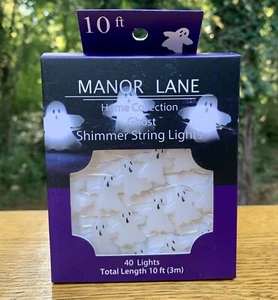 10 ft
MANOR LANE
Home Collection
Ghost
Shimmer String Lights
40 Lights
Total Length 10 ft (3m)